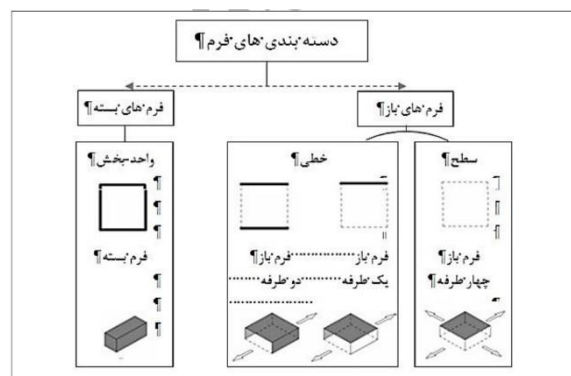 دسته بندی های فرم¶
فرم های باز¶
فرم های بسته¶
سطح¶
¶
¶
¶
فرم باز¶
چهار طرفه¶
¶
خطی¶
¶
¶
فرم باز................فرم باز¶
یک طرفه..........دو طرفه..........
....................
واحد-بخش¶
¶
¶
¶
فرم بسته¶
¶
¶
¶